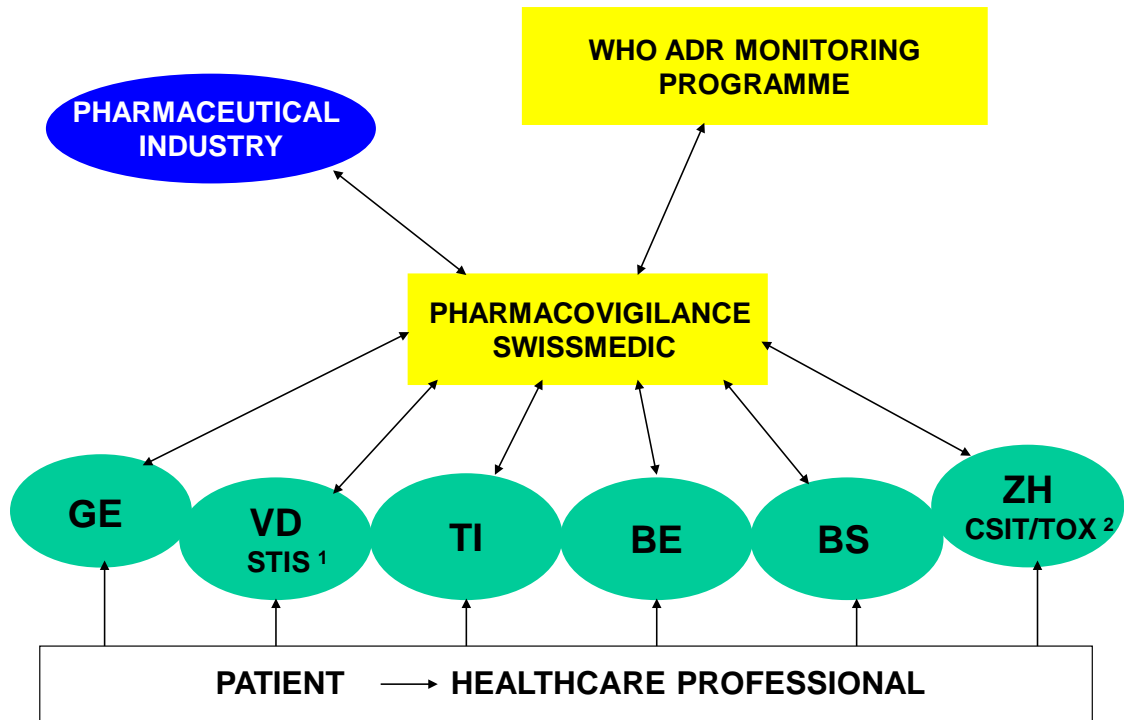 WHO ADR MONITORING
PROGRAMME
PHARMACEUTICAL
INDUSTRY
PHARMACOVIGILANCE
SWISSMEDIC
GE
VD
STIS ¹
TI
BE
BS
ZH
CSIT/TOX ²
PATIENT → HEALTHCARE PROFESSIONAL